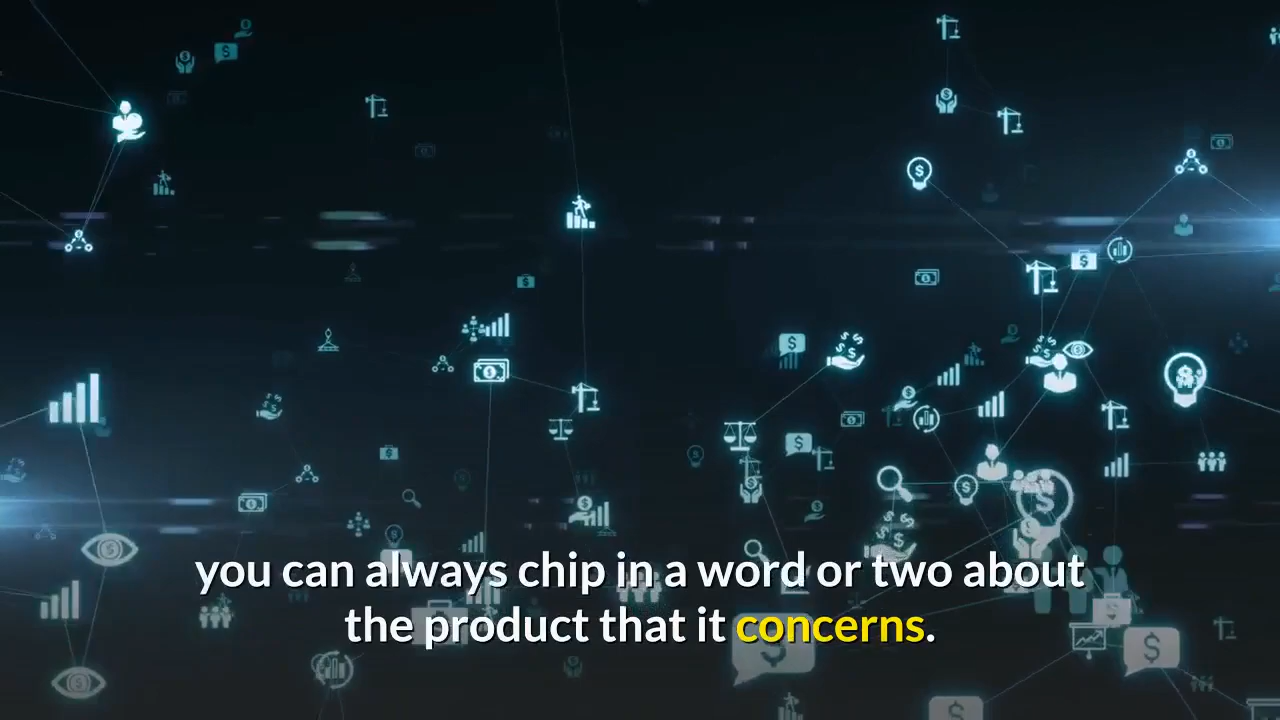 you can always chip in a word or two about
the product that it concerns.